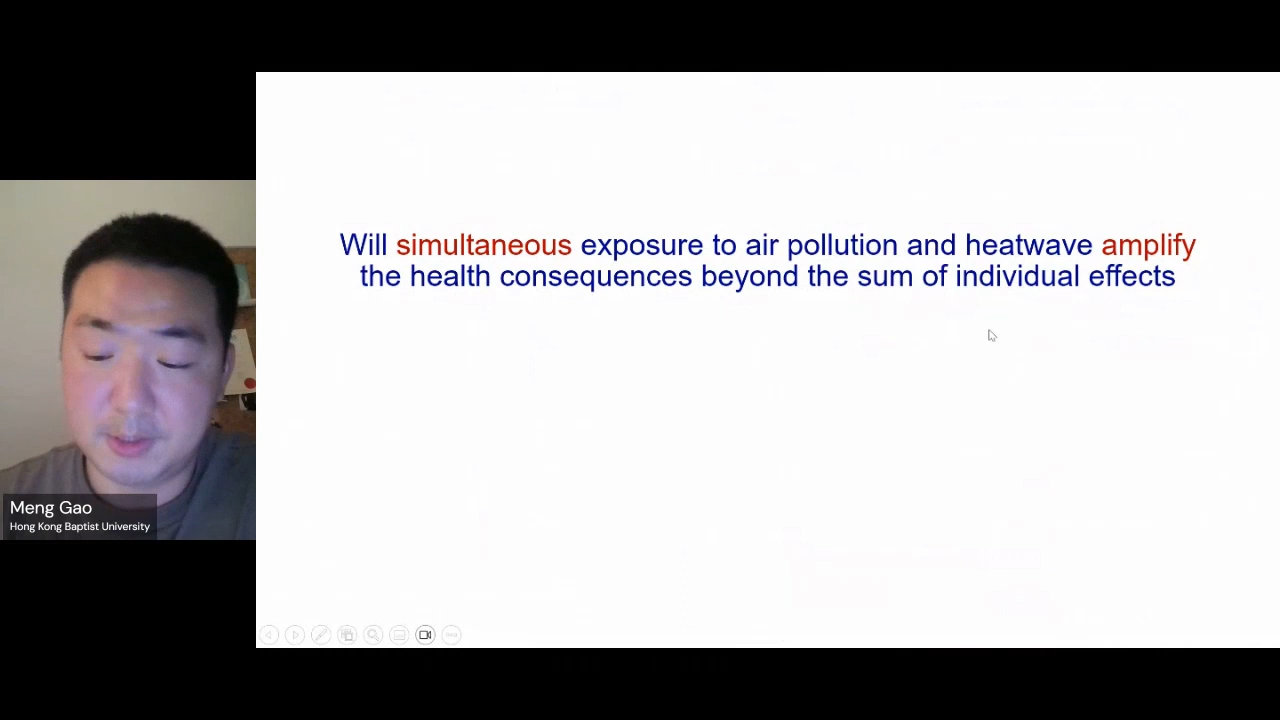 Will simultaneous exposure to air pollution and heatwave amplify
the health consequences beyond the sum of individual effects
Meng Gao
Hong Kong Baptist University